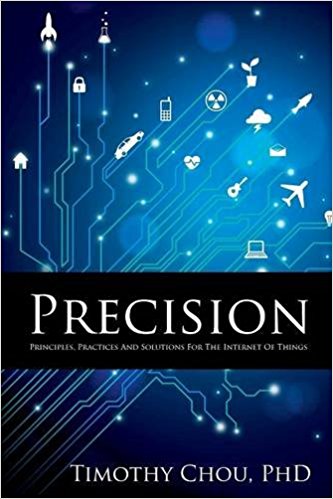 PRECISION
PRINCIPLES, PRACTICES AND SOLUTIONS FOR THE INTERNET OF THINGS
TIMOTHY CHOU, PHD